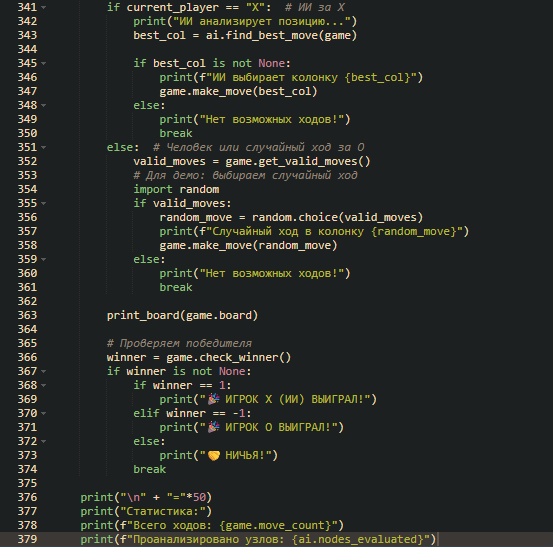 341 if current_player == "X":  # ИИ за X
342 print("ИИ анализирует позицию...")
343 best_col = ai.find_best_move(game)
344
345 if best_col is not None:
346 print(f"ИИ выбирает колонку {best_col}")
347 game.make_move(best_col)
348 else:
349 print("Нет возможных ходов!")
350 break
351 else:  # Человек или случайный ход за O
352 valid_moves = game.get_valid_moves()
353 # Для демо: выбираем случайный ход
354 import random
355 if valid_moves:
356 random_move = random.choice(valid_moves)
357 print(f"Случайный ход в колонку {random_move}")
358 game.make_move(random_move)
359 else:
360 print("Нет возможных ходов!")
361 break
362
363 print_board(game.board)
364
365 # Проверяем победителя
366 winner = game.check_winner()
367 if winner is not None:
368 if winner == 1:
369 print("🎉 ИГРОК X (ИИ) ВЫИГРАЛ!")
370 elif winner == -1:
371 print("🎉 ИГРОК O ВЫИГРАЛ!")
372 else:
373 print("🤝 НИЧЬЯ!")
374 break
375
376 print("\n" + "="*50)
377 print("Статистика:")
378 print(f"Всего ходов: {game.move_count}")
379 print(f"Проанализировано узлов: {ai.nodes_evaluated}")